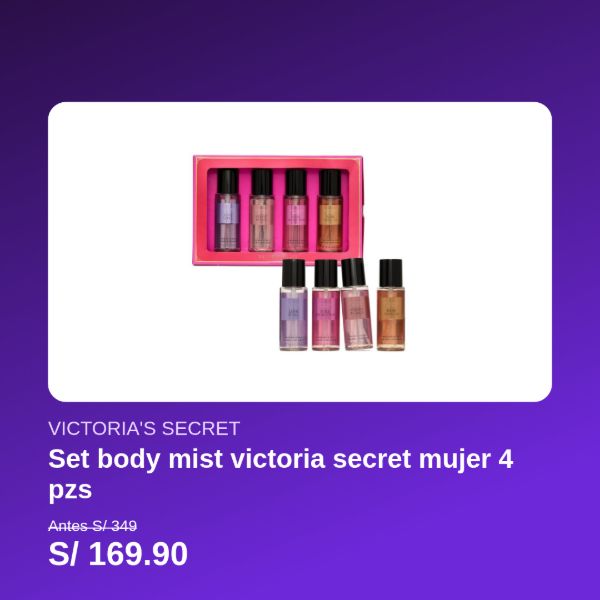 VICTORIA'S SECRET
Set body mist victoria secret mujer 4
pzs
Antes S/ 349
S/ 169.90